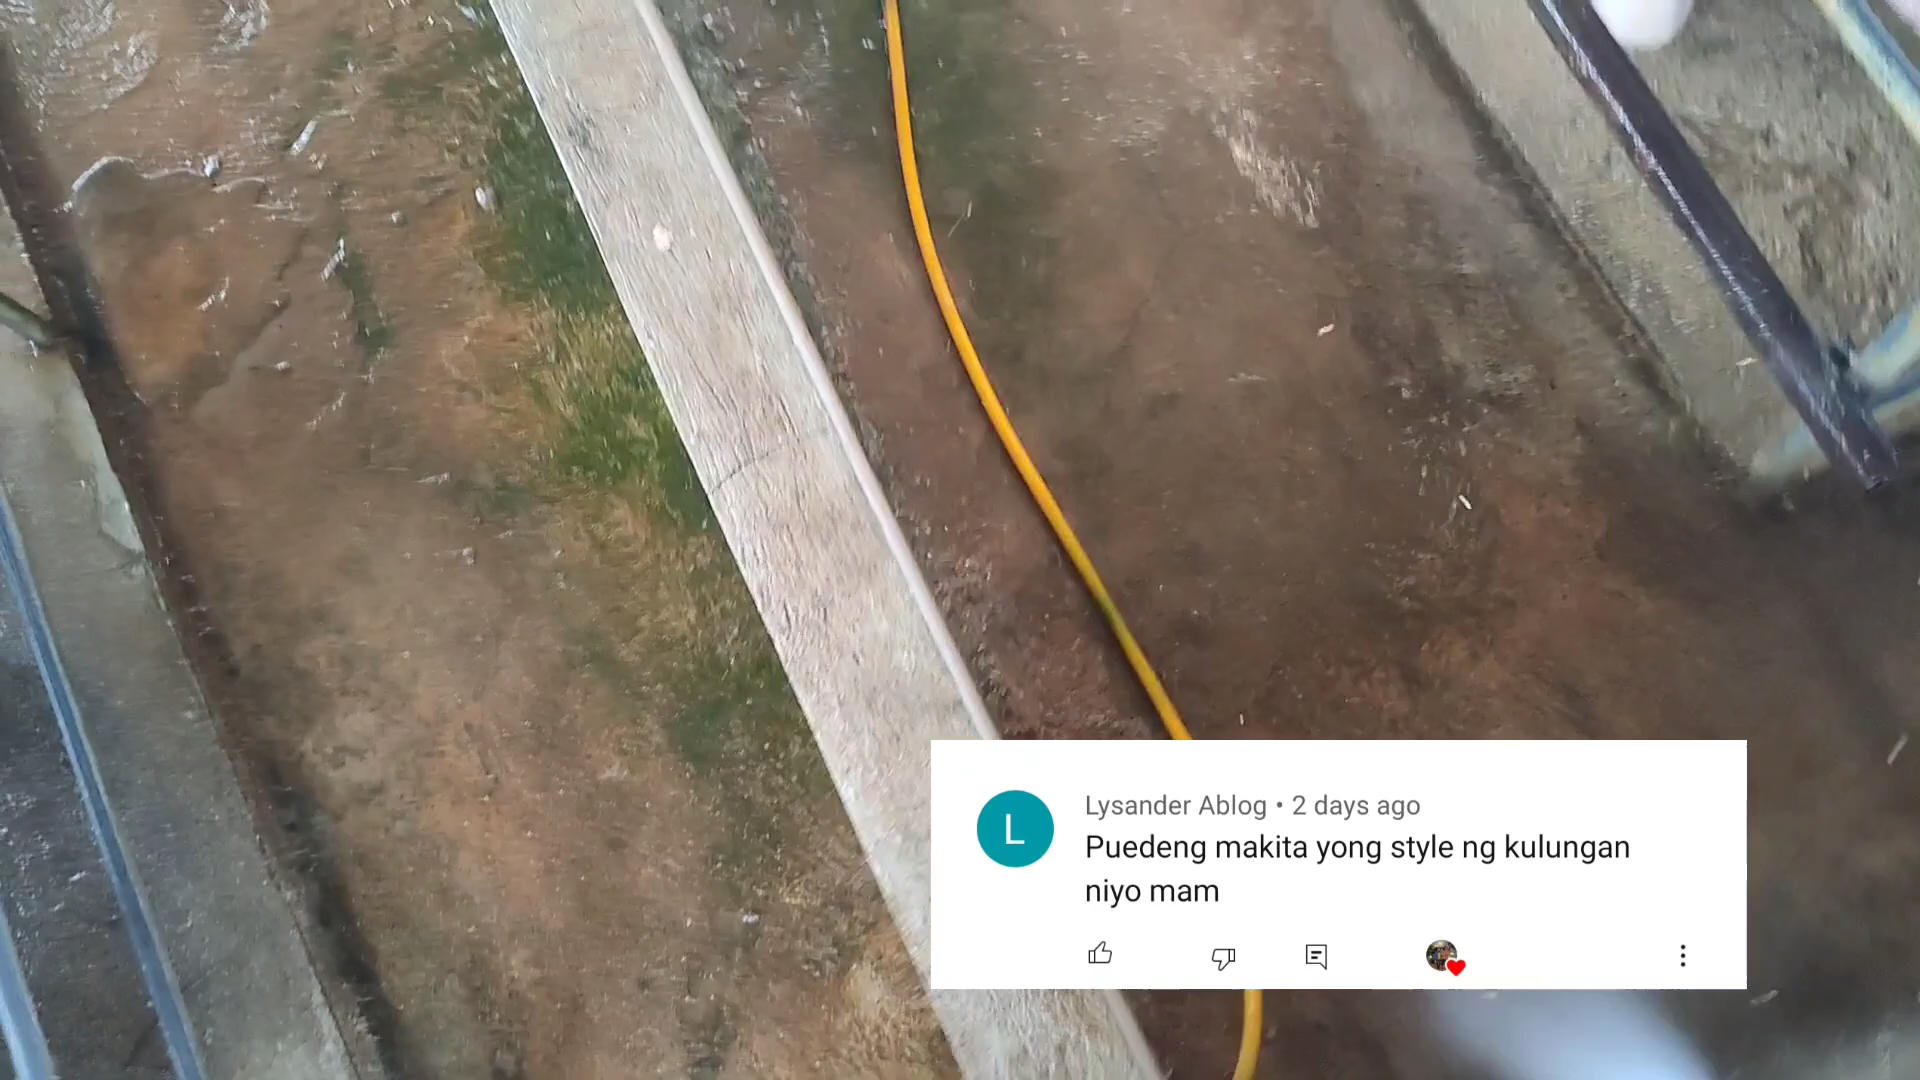 L
Lysander Ablog • 2 days ago
Puedeng makita yong style ng kulungan
niyo mam